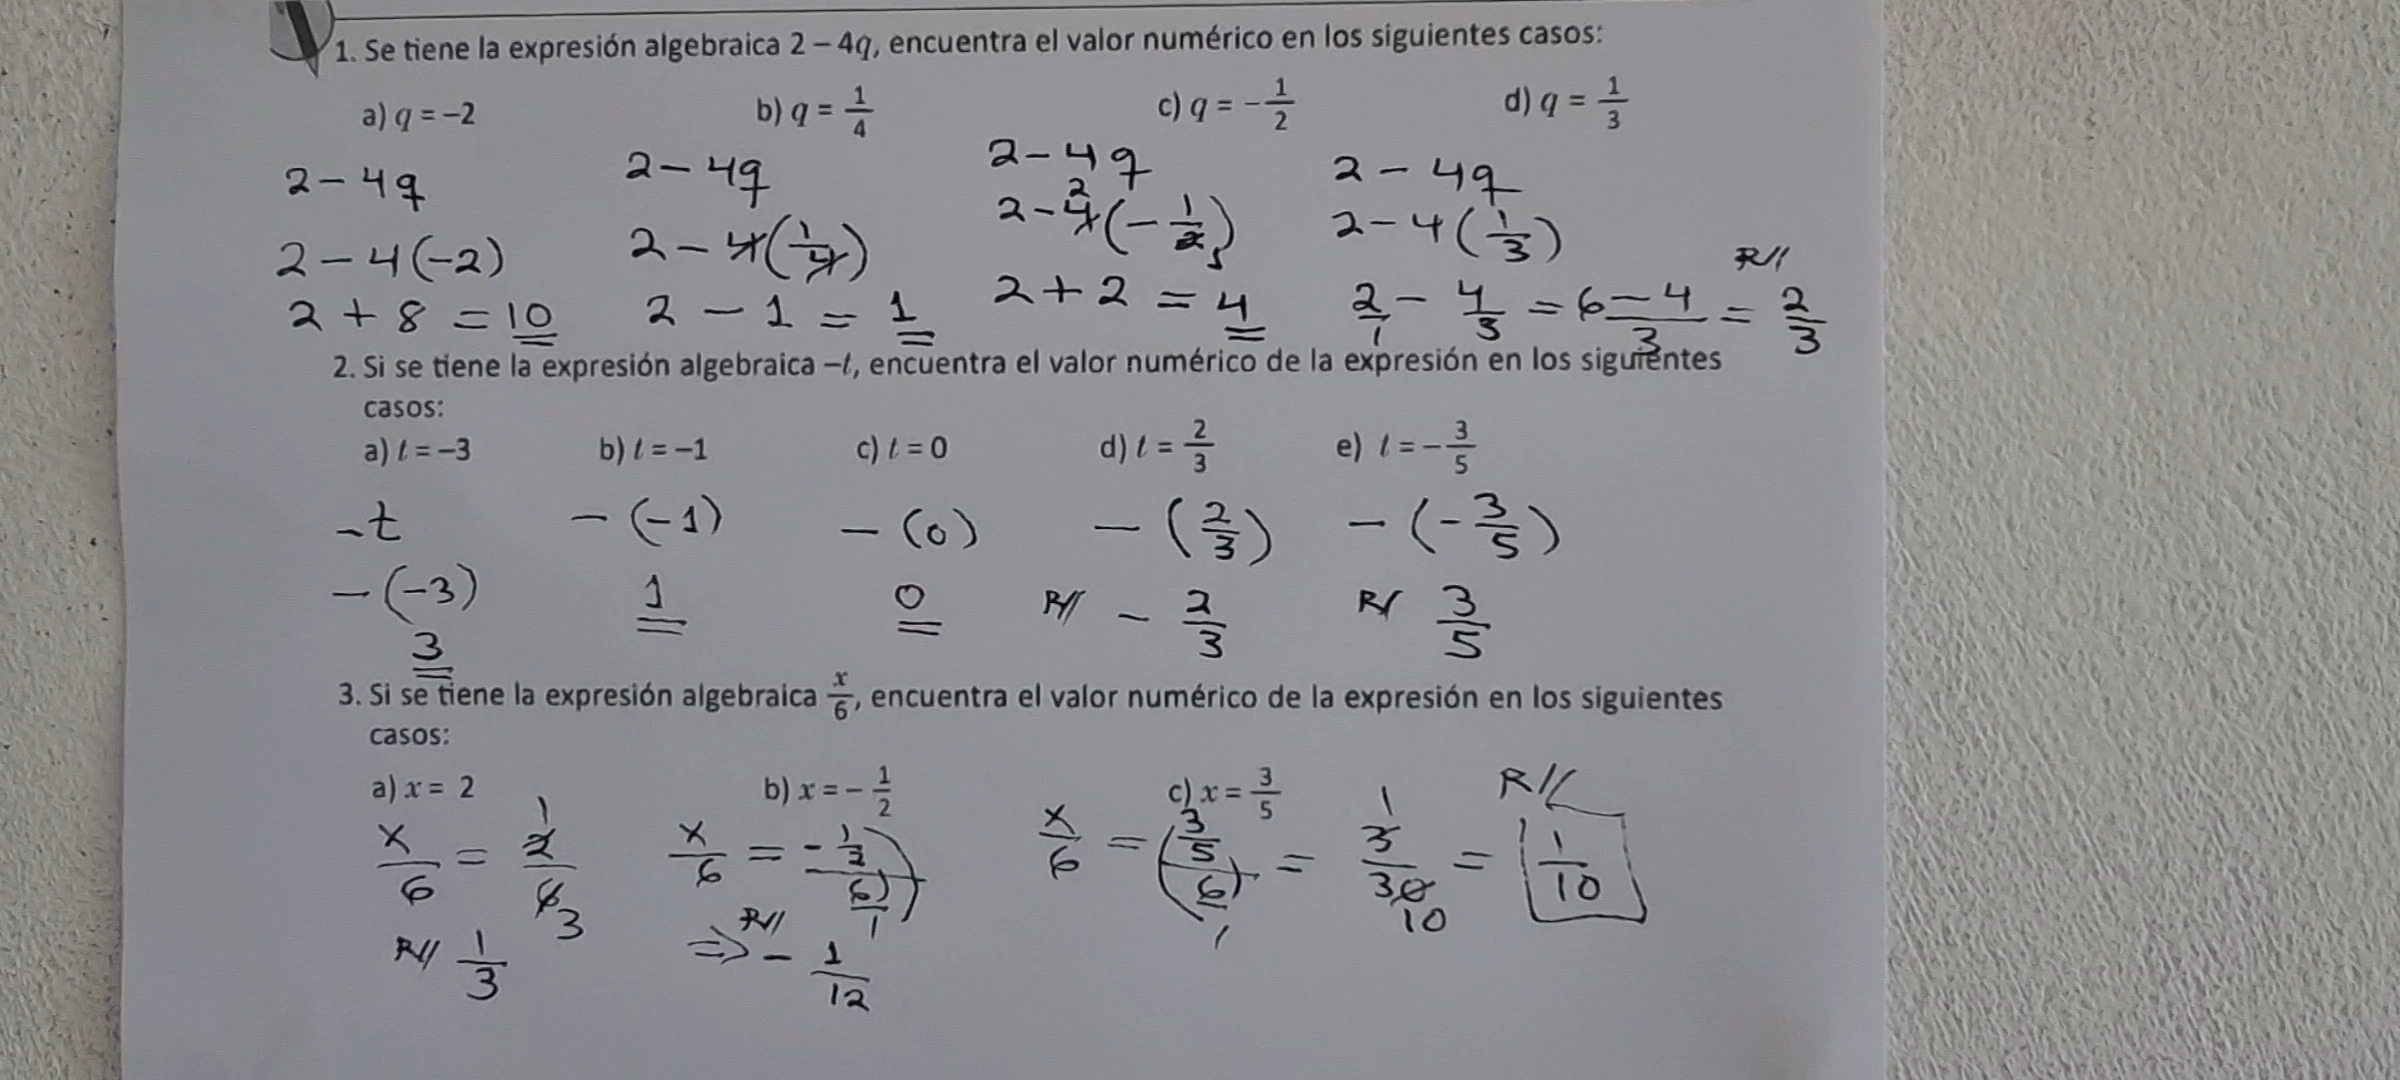 1. Se tiene la expresión algebraica 2 – 4q, encuentra el valor numérico en los siguientes casos:
a) q = –2 b) q = 1/4 c) q = –1/2 d) q = 1/3
2 - 4q 2 - 4q 2 - 4q 2 - 4q
2 - 4(-2) 2 - 4(1/4) 2 - 4(-1/2) 2 - 4(1/3)
2 + 8 = 10 2 - 1 = 1 2 + 2 = 4 2/1 - 4/3 = 6-4/3 = 2/3 R//
2. Si se tiene la expresión algebraica –t, encuentra el valor numérico de la expresión en los siguientes
casos:
a) t = –3 b) t = –1 c) t = 0 d) t = 2/3 e) t = –3/5
-t -(-1) -(0) -(2/3) -(-3/5)
-(-3) 1 0 R// -2/3 R/ 3/5
3
3. Si se tiene la expresión algebraica x/6, encuentra el valor numérico de la expresión en los siguientes
casos:
a) x = 2 b) x = –1/2 c) x = 3/5
x/6 = 2/6 1 3 x/6 = (-1/2)/(6/1) x/6 = (3/5)/(6/1) = 3/30 1 10 = 1/10 R//
R// 1/3 => R// -1/12